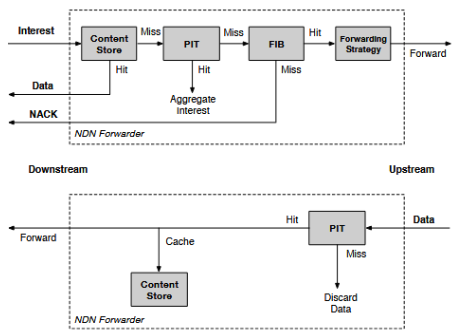 Interest
Content
Store
Miss
PIT
Miss
FIB
Hit
Forwarding
Strategy
Forward
Hit
Hit
Miss
Data
Aggregate
Interest
NACK
NDN Forwarder
Downstream
Upstream
Hit
PIT
Data
Forward
Cache
Miss
Content
Store
Discard
Data
NDN Forwarder